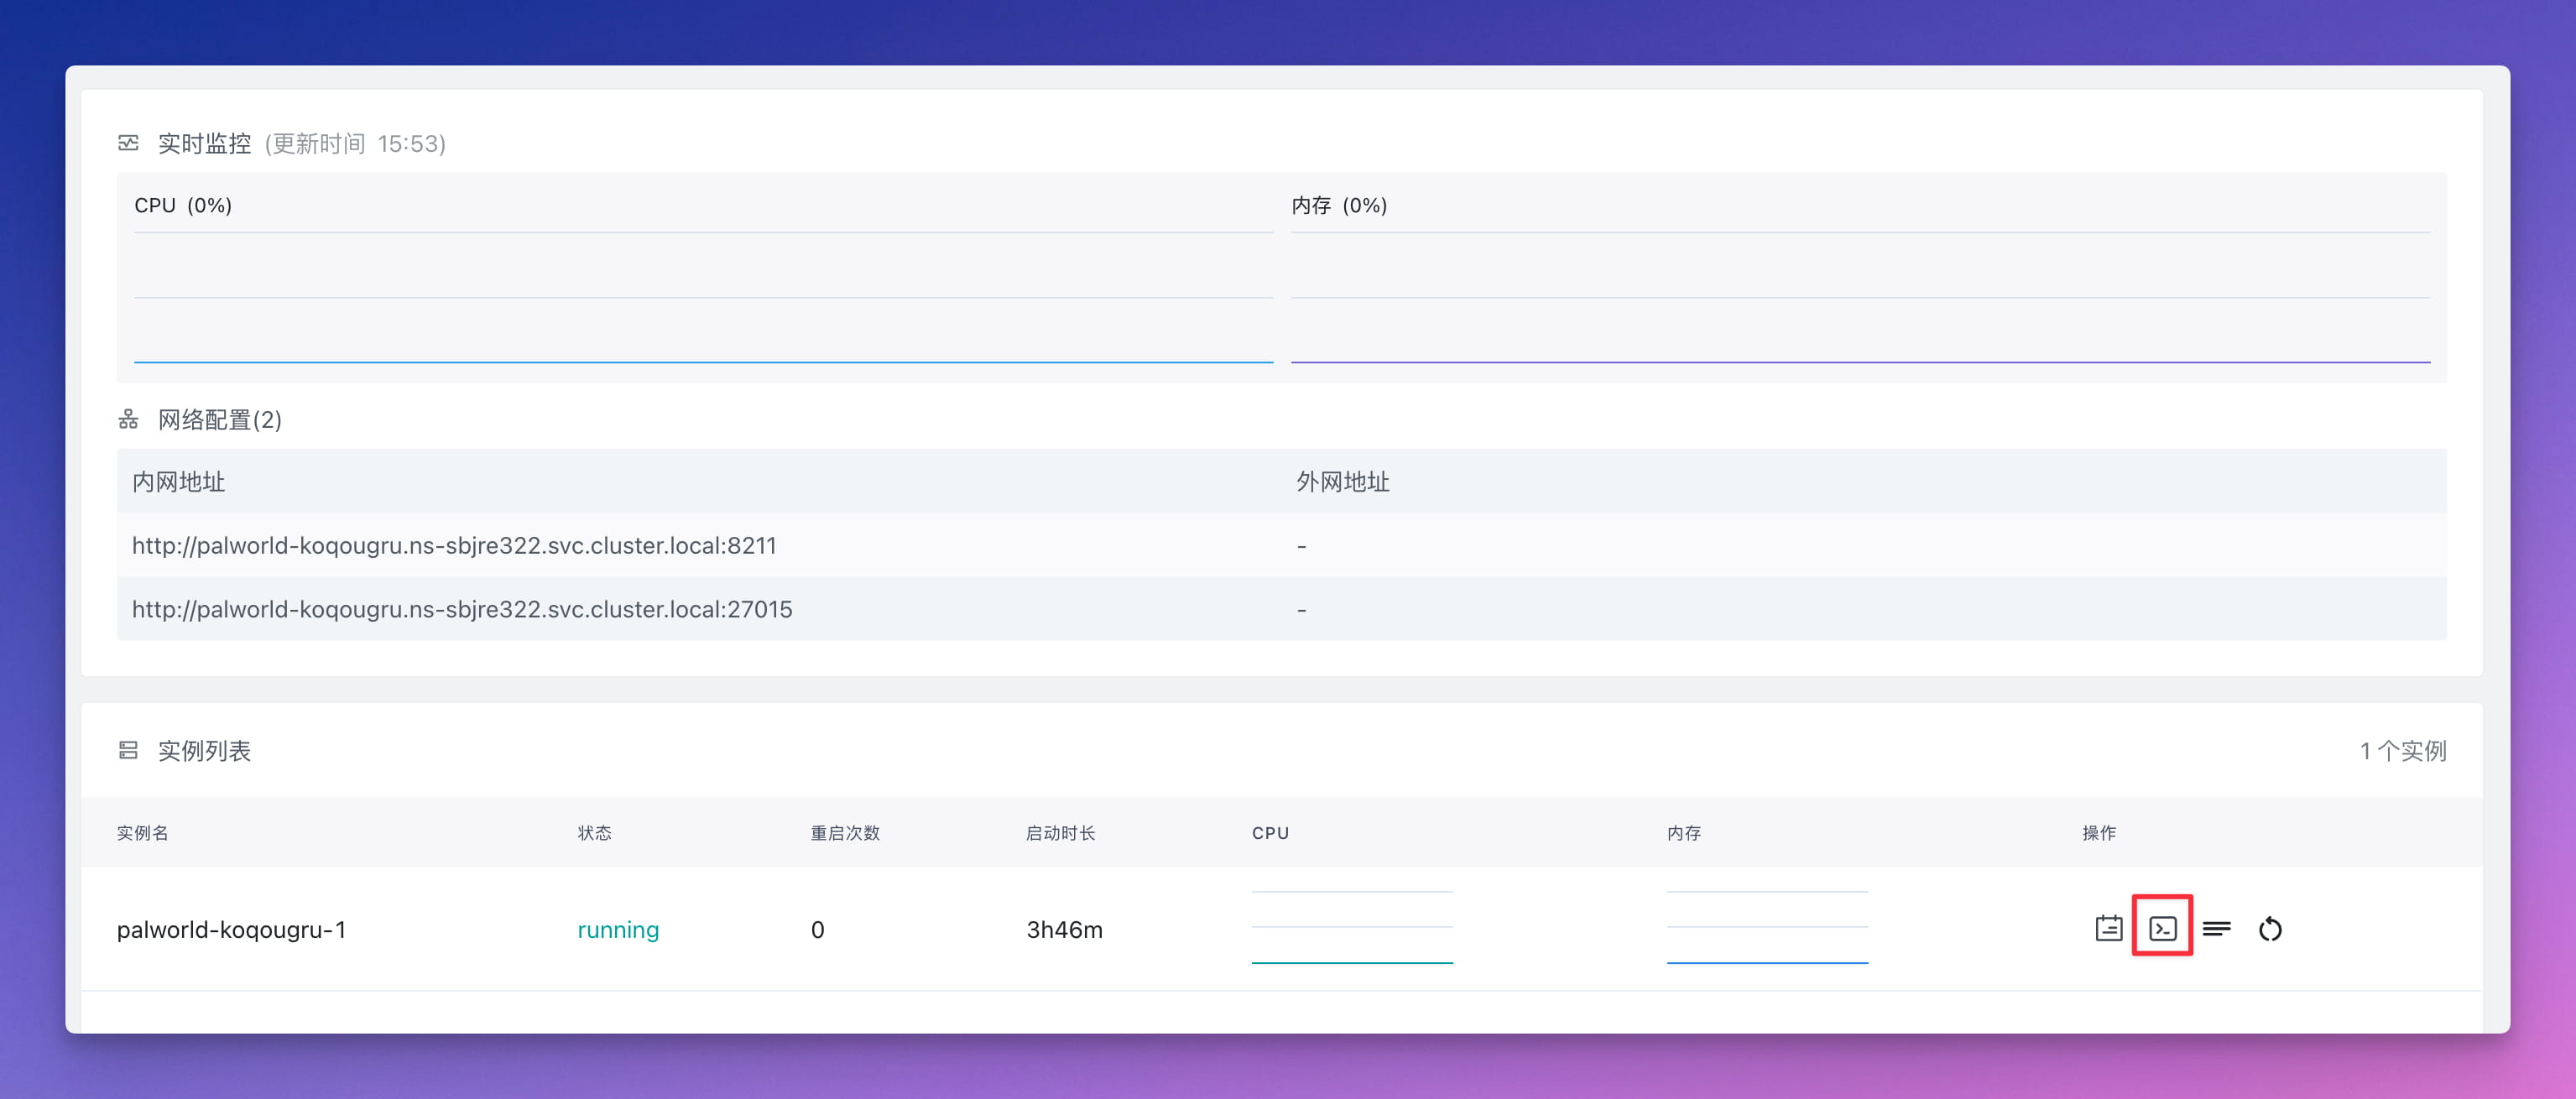 实时监控 (更新时间 15:53)
CPU (0%)
内存 (0%)
网络配置(2)
内网地址
外网地址
http://palworld-koqougru.ns-sbjre322.svc.cluster.local:8211
-
http://palworld-koqougru.ns-sbjre322.svc.cluster.local:27015
-
实例列表
1 个实例
实例名 状态 重启次数 启动时长 CPU 内存 操作
palworld-koqougru-1 running 0 3h46m